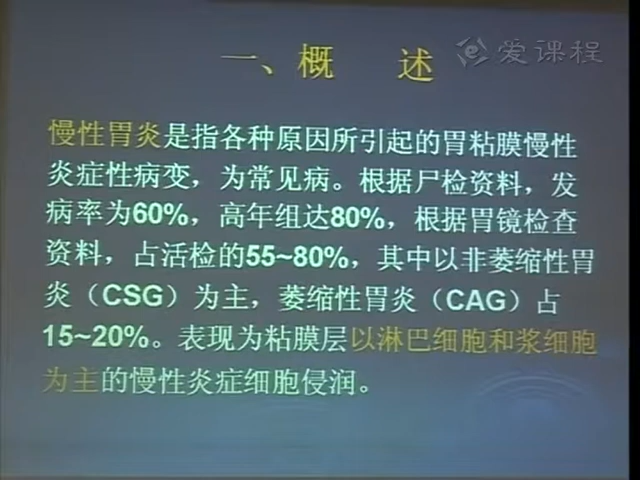 一、概 述
爱课程
慢性胃炎是指各种原因所引起的胃粘膜慢性
炎症性病变，为常见病。根据尸检资料，发
病率为60%，高年组达80%，根据胃镜检查
资料，占活检的55~80%，其中以非萎缩性胃
炎（CSG）为主，萎缩性胃炎（CAG）占
15~20%。表现为粘膜层以淋巴细胞和浆细胞
为主的慢性炎症细胞侵润。